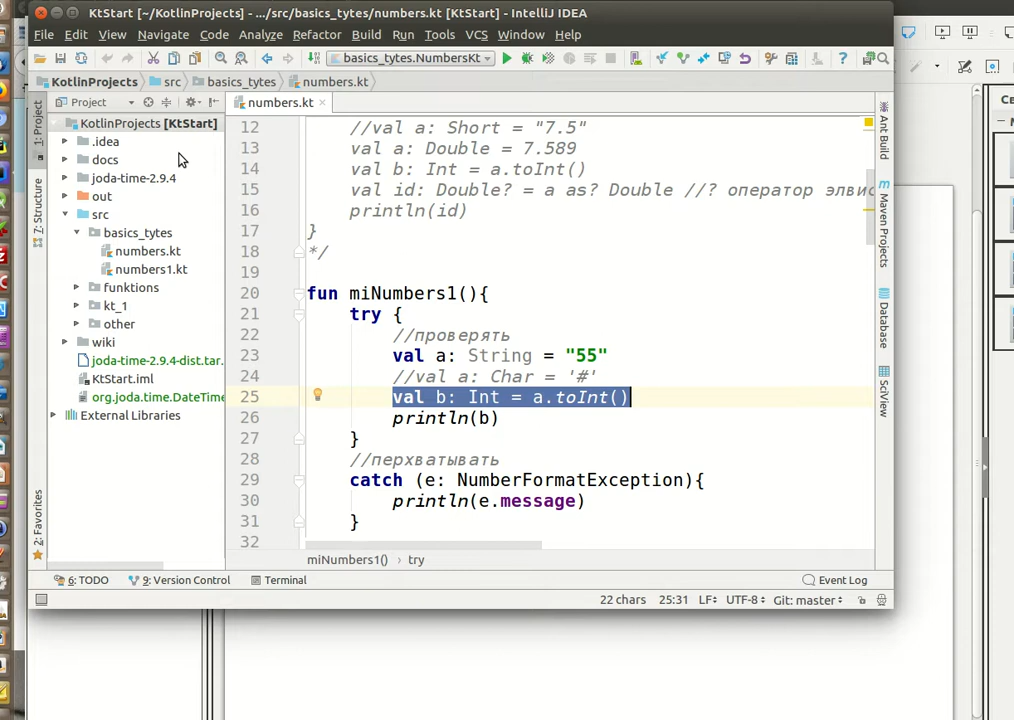 KtStart [~/KotlinProjects] - .../src/basics_tytes/numbers.kt [KtStart] - IntelliJ IDEA
File Edit View Navigate Code Analyze Refactor Build Run Tools VCS Window Help
basics_tytes.NumbersKt
KotlinProjects src basics_tytes numbers.kt
Project
numbers.kt
1: Project
7: Structure
2: Favorites
KotlinProjects [KtStart]
.idea
docs
joda-time-2.9.4
out
src
basics_tytes
numbers.kt
numbers1.kt
funktions
kt_1
other
wiki
joda-time-2.9.4-dist.tar.
KtStart.iml
org.joda.time.DateTime
External Libraries
12 //val a: Short = "7.5"
13 val a: Double = 7.589
14 val b: Int = a.toInt()
15 val id: Double? = a as? Double //? оператор элвис
16 println(id)
17 }
18 */
19
20 fun miNumbers1(){
21 try {
22 //проверять
23 val a: String = "55"
24 //val a: Char = '#'
25 val b: Int = a.toInt()
26 println(b)
27 }
28 //перхватывать
29 catch (e: NumberFormatException){
30 println(e.message)
31 }
32
miNumbers1() › try
Ant Build
Maven Projects
Database
SciView
6: TODO 9: Version Control Terminal Event Log
22 chars 25:31 LF UTF-8 Git: master